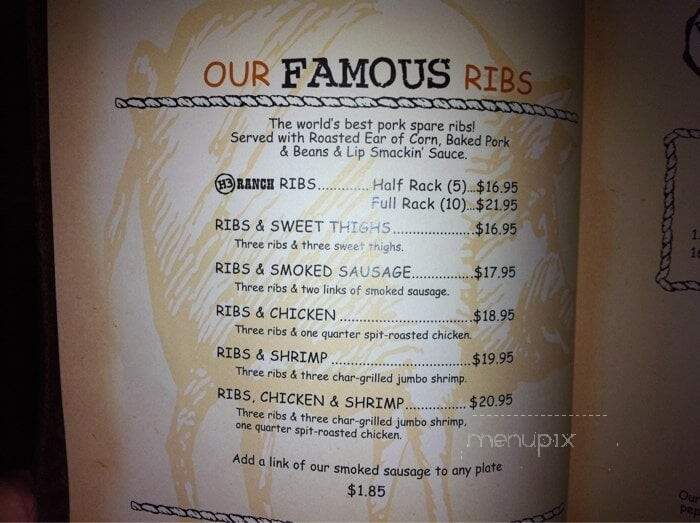 OUR FAMOUS RIBS
The world's best pork spare ribs!
Served with Roasted Ear of Corn, Baked Pork
& Beans & Lip Smackin' Sauce.
H3 RANCH RIBS............. Half Rack (5)...$16.95
Full Rack (10)...$21.95
RIBS & SWEET THIGHS....................$16.95
Three ribs & three sweet thighs.
RIBS & SMOKED SAUSAGE................$17.95
Three ribs & two links of smoked sausage.
RIBS & CHICKEN ..................................$18.95
Three ribs & one quarter spit-roasted chicken.
RIBS & SHRIMP ....................................$19.95
Three ribs & three char-grilled jumbo shrimp.
RIBS, CHICKEN & SHRIMP................ $20.95
Three ribs & three char-grilled jumbo shrimp,
one quarter spit-roasted chicken.
menupix
Add a link of our smoked sausage to any plate
$1.85
Our